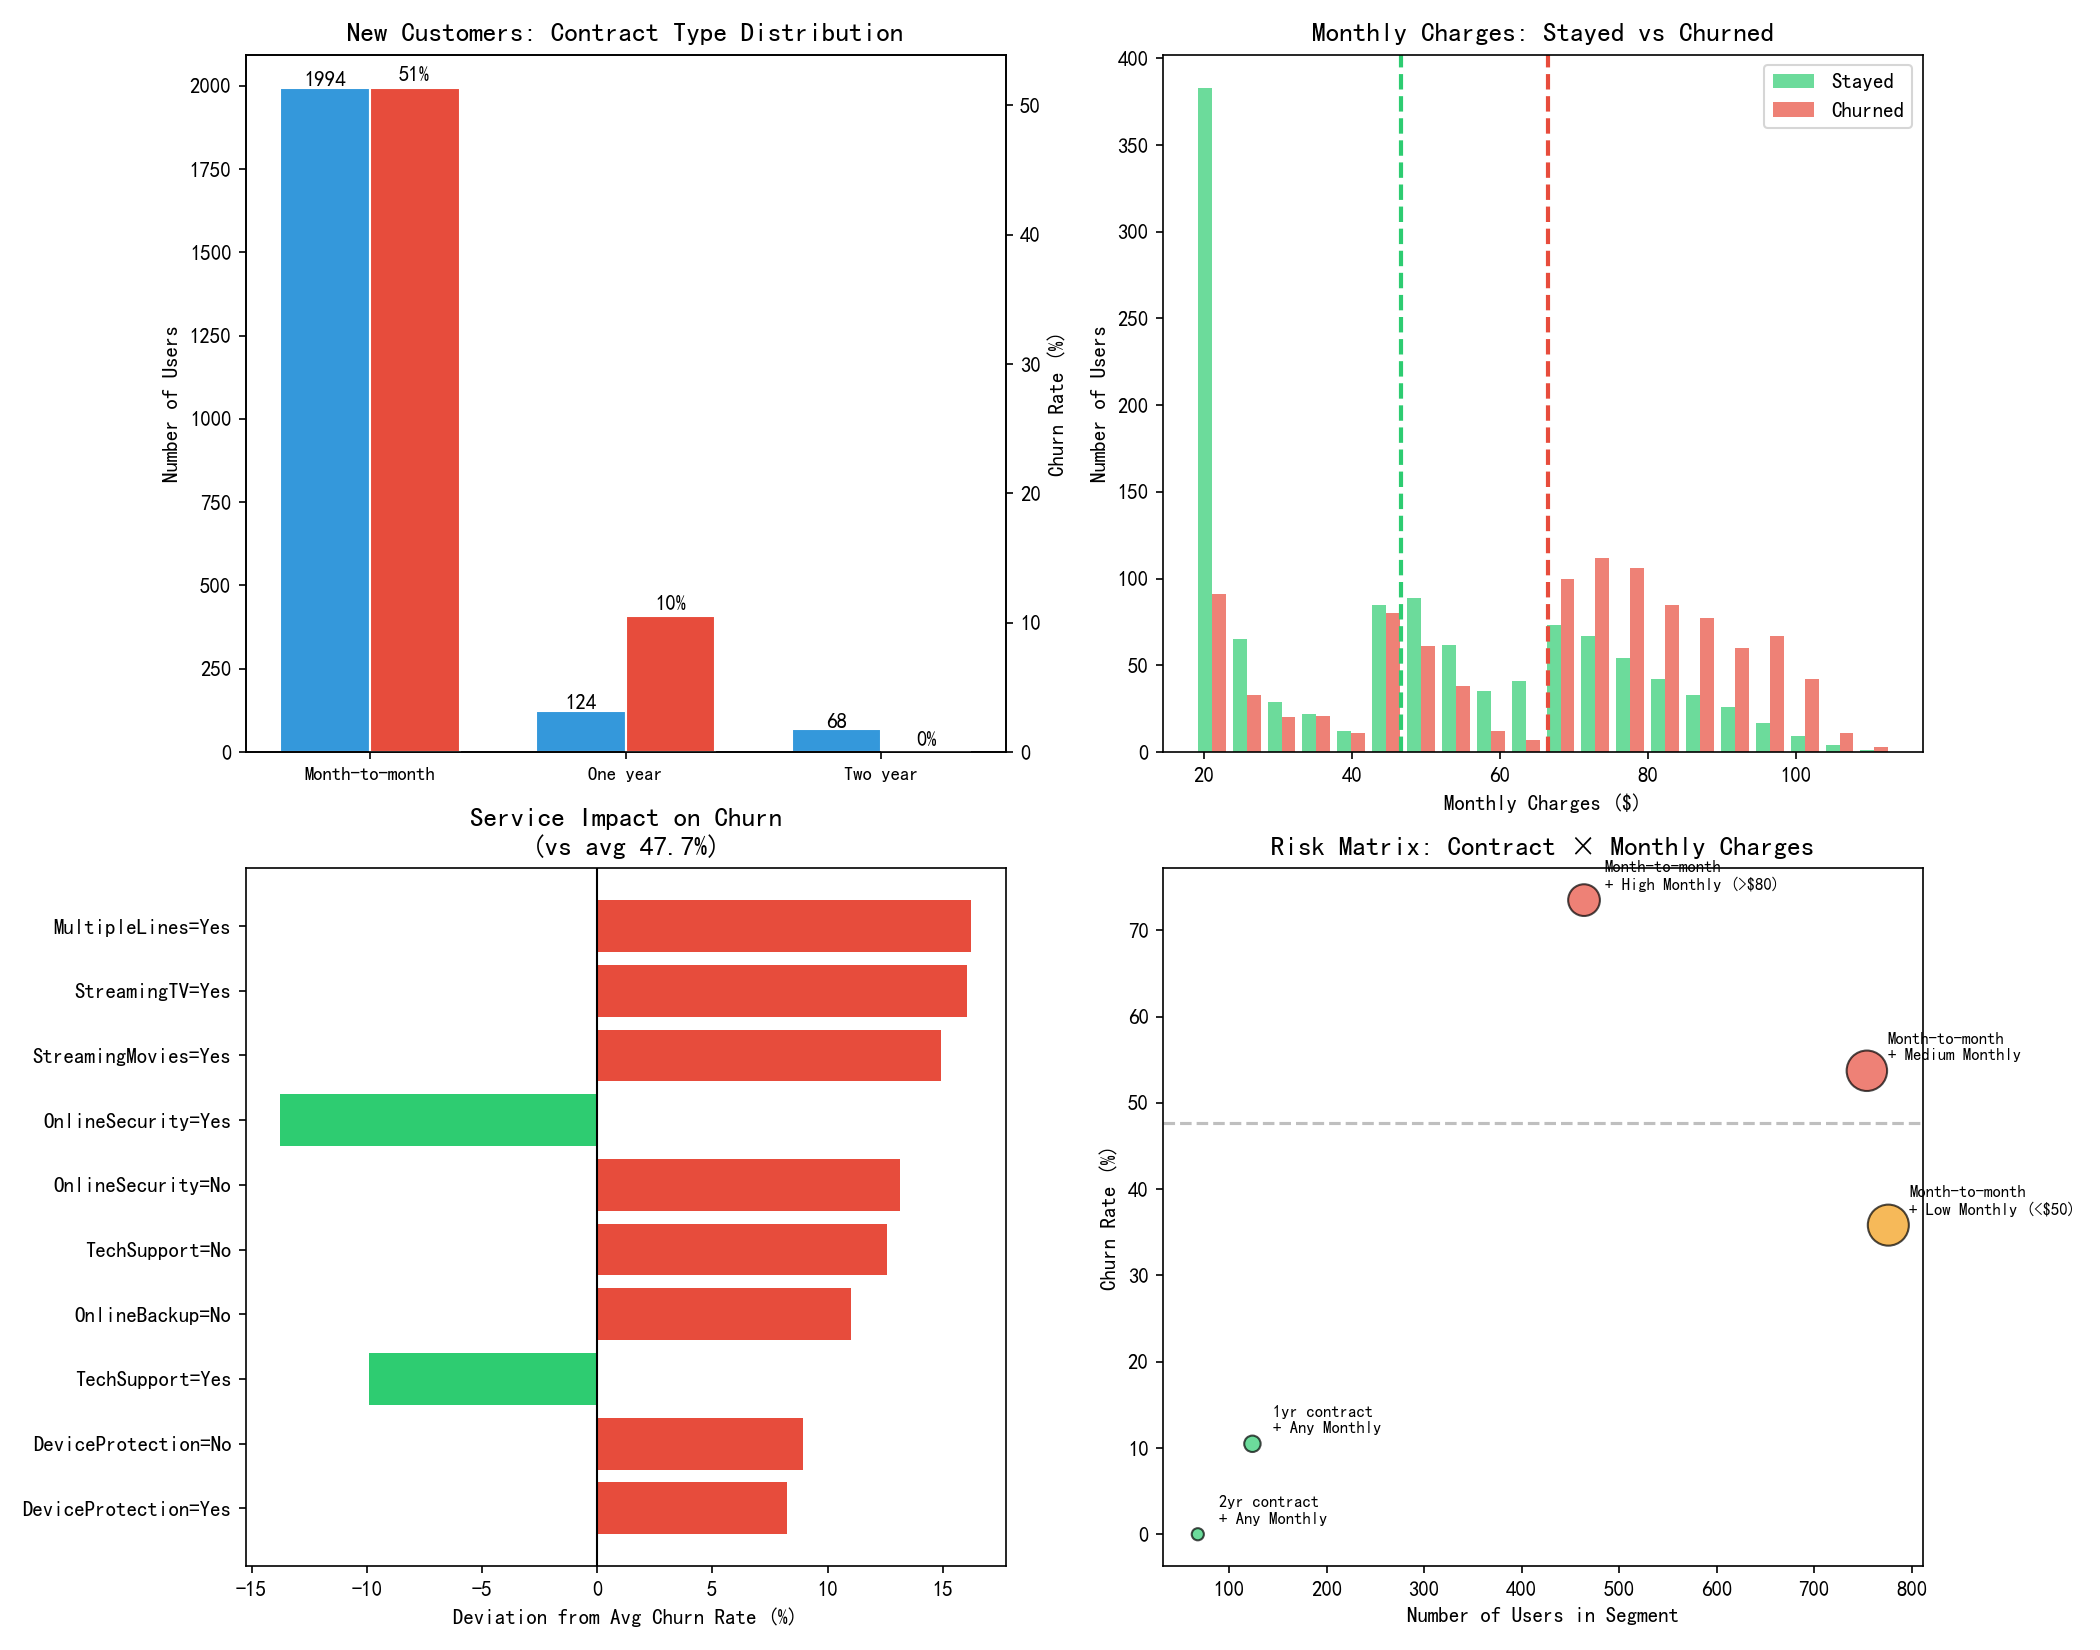 New Customers: Contract Type Distribution
1994
51%
124
10%
68
0%
2000
1750
1500
1250
1000
750
500
250
0
Number of Users
50
40
30
20
10
0
Churn Rate (%)
Month-to-month
One year
Two year
Monthly Charges: Stayed vs Churned
Stayed
Churned
400
350
300
250
200
150
100
50
0
Number of Users
20
40
60
80
100
Monthly Charges ($)
Service Impact on Churn
(vs avg 47.7%)
MultipleLines=Yes
StreamingTV=Yes
StreamingMovies=Yes
OnlineSecurity=Yes
OnlineSecurity=No
TechSupport=No
OnlineBackup=No
TechSupport=Yes
DeviceProtection=No
DeviceProtection=Yes
−15
−10
−5
0
5
10
15
Deviation from Avg Churn Rate (%)
Risk Matrix: Contract × Monthly Charges
Month-to-month
+ High Monthly (>$80)
Month-to-month
+ Medium Monthly
Month-to-month
+ Low Monthly (<$50)
1yr contract
+ Any Monthly
2yr contract
+ Any Monthly
70
60
50
40
30
20
10
0
Churn Rate (%)
100
200
300
400
500
600
700
800
Number of Users in Segment